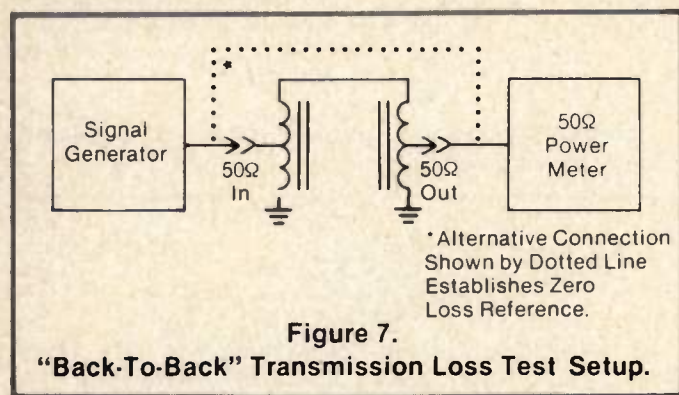 Signal
Generator
*
50Ω
In
50Ω
Out
50Ω
Power
Meter
*Alternative Connection
Shown by Dotted Line
Establishes Zero
Loss Reference.
Figure 7.
“Back-To-Back” Transmission Loss Test Setup.